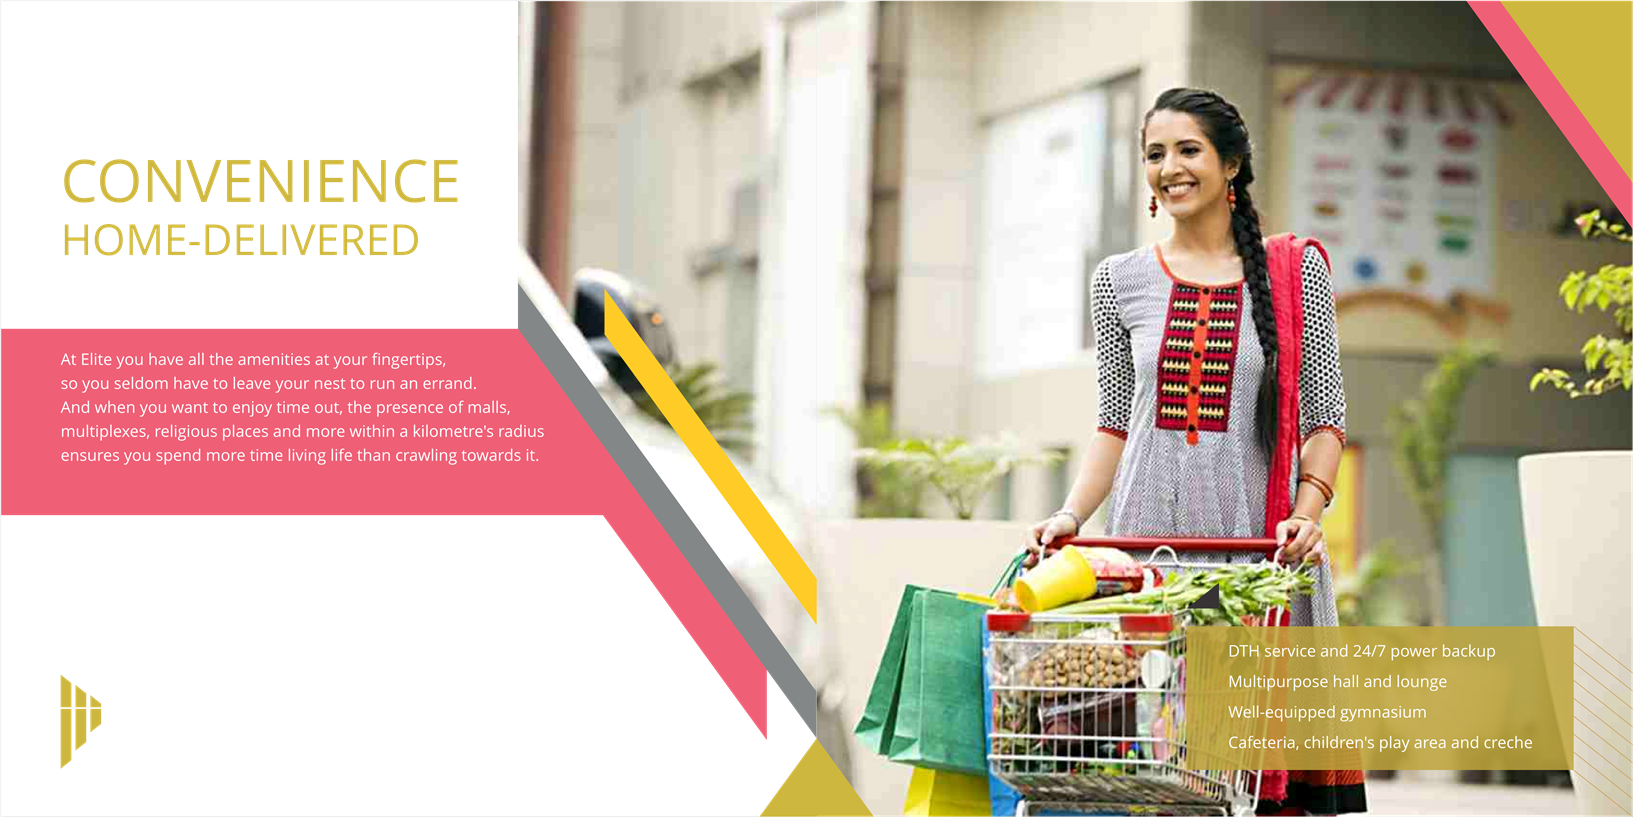 CONVENIENCE
HOME-DELIVERED
At Elite you have all the amenities at your fingertips,
so you seldom have to leave your nest to run an errand.
And when you want to enjoy time out, the presence of malls,
multiplexes, religious places and more within a kilometre's radius
ensures you spend more time living life than crawling towards it.
DTH service and 24/7 power backup
Multipurpose hall and lounge
Well-equipped gymnasium
Cafeteria, children's play area and creche